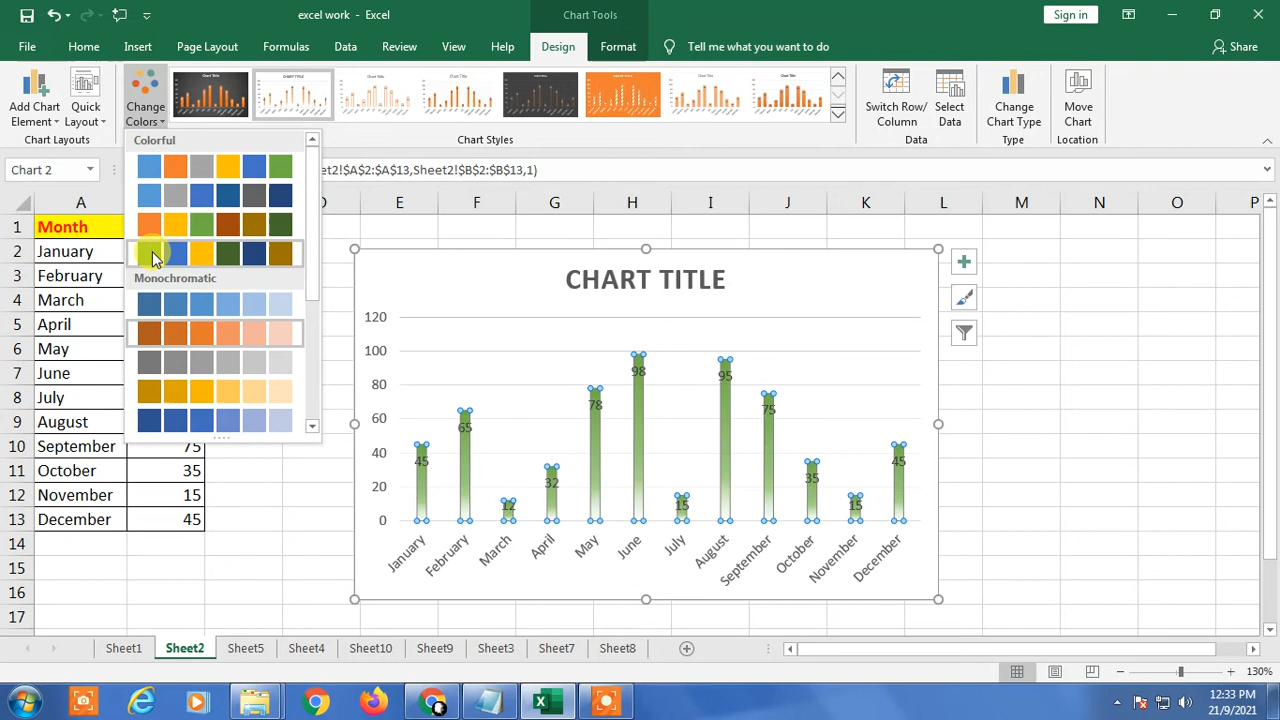 excel work - Excel
Chart Tools
Sign in
File Home Insert Page Layout Formulas Data Review View Help Design Format Tell me what you want to do Share
Add Chart Element
Quick Layout
Change Colors
Switch Row/Column
Select Data
Change Chart Type
Move Chart
Chart Layouts
Chart Styles
Data
Type
Location
Colorful
Monochromatic
Chart 2
et2!$A$2:$A$13,Sheet2!$B$2:$B$13,1)
A D E F G H I J K L M N O P
1 Month
2 January
3 February
4 March
5 April
6 May
7 June
8 July
9 August
10 September 75
11 October 35
12 November 15
13 December 45
14
15
16
17
CHART TITLE
120
100
80
60
40
20
0
45 65 12 32 78 98 15 95 75 35 15 45
January February March April May June July August September October November December
Sheet1 Sheet2 Sheet5 Sheet4 Sheet10 Sheet9 Sheet3 Sheet7 Sheet8
130%
12:33 PM
21/9/2021